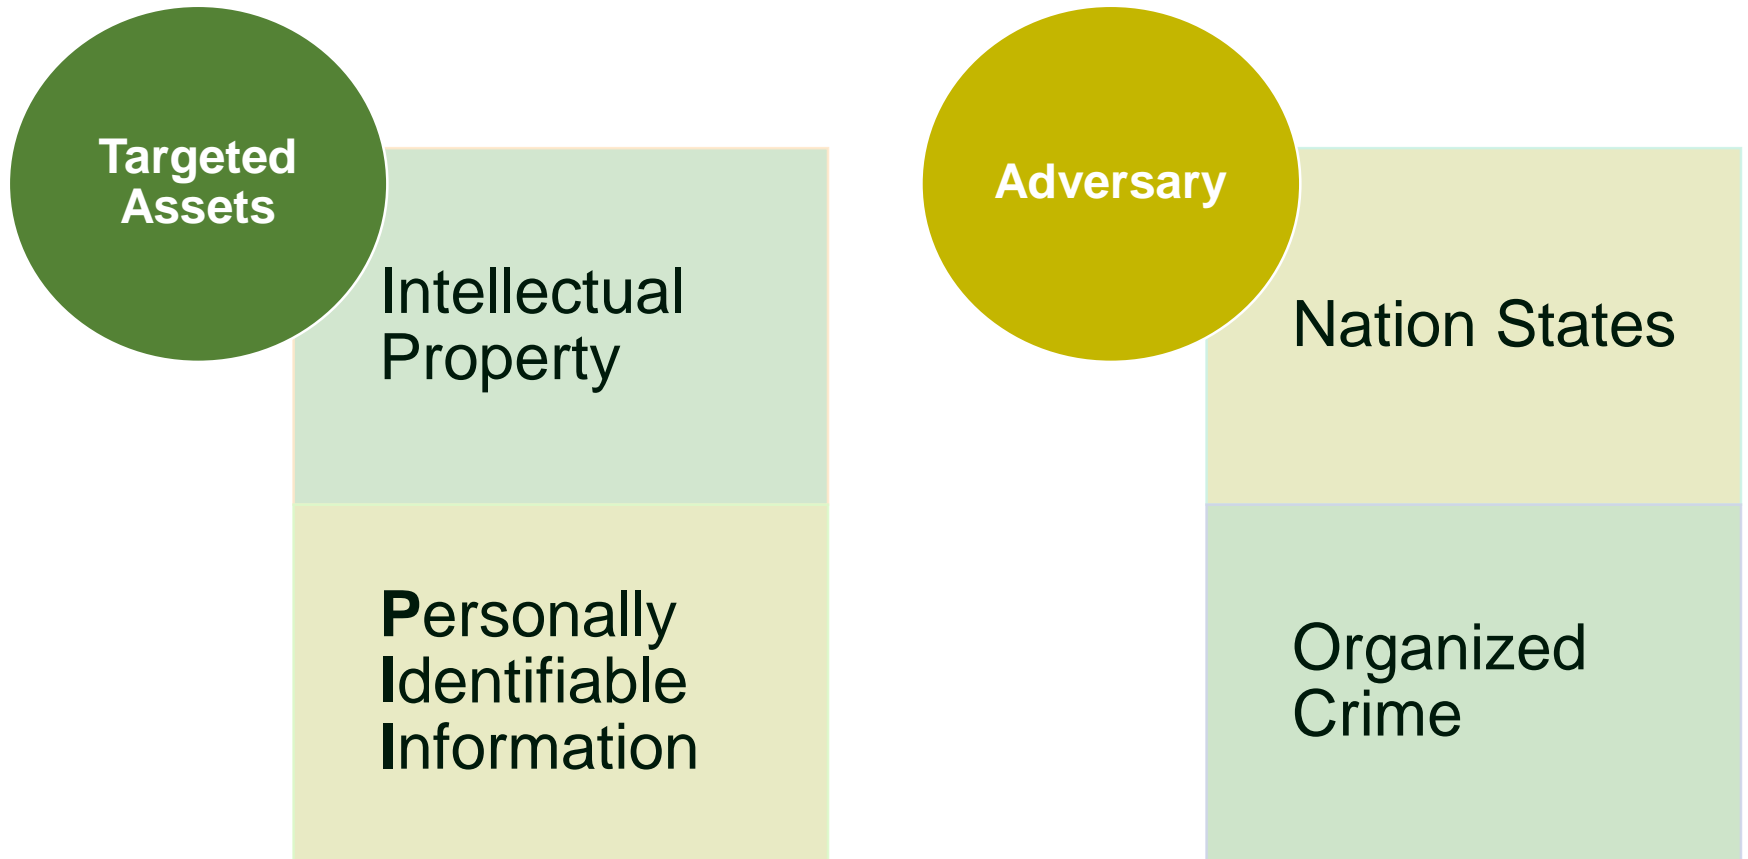 Targeted
Assets
Intellectual
Property
Personally
Identifiable
Information
Adversary
Nation States
Organized
Crime